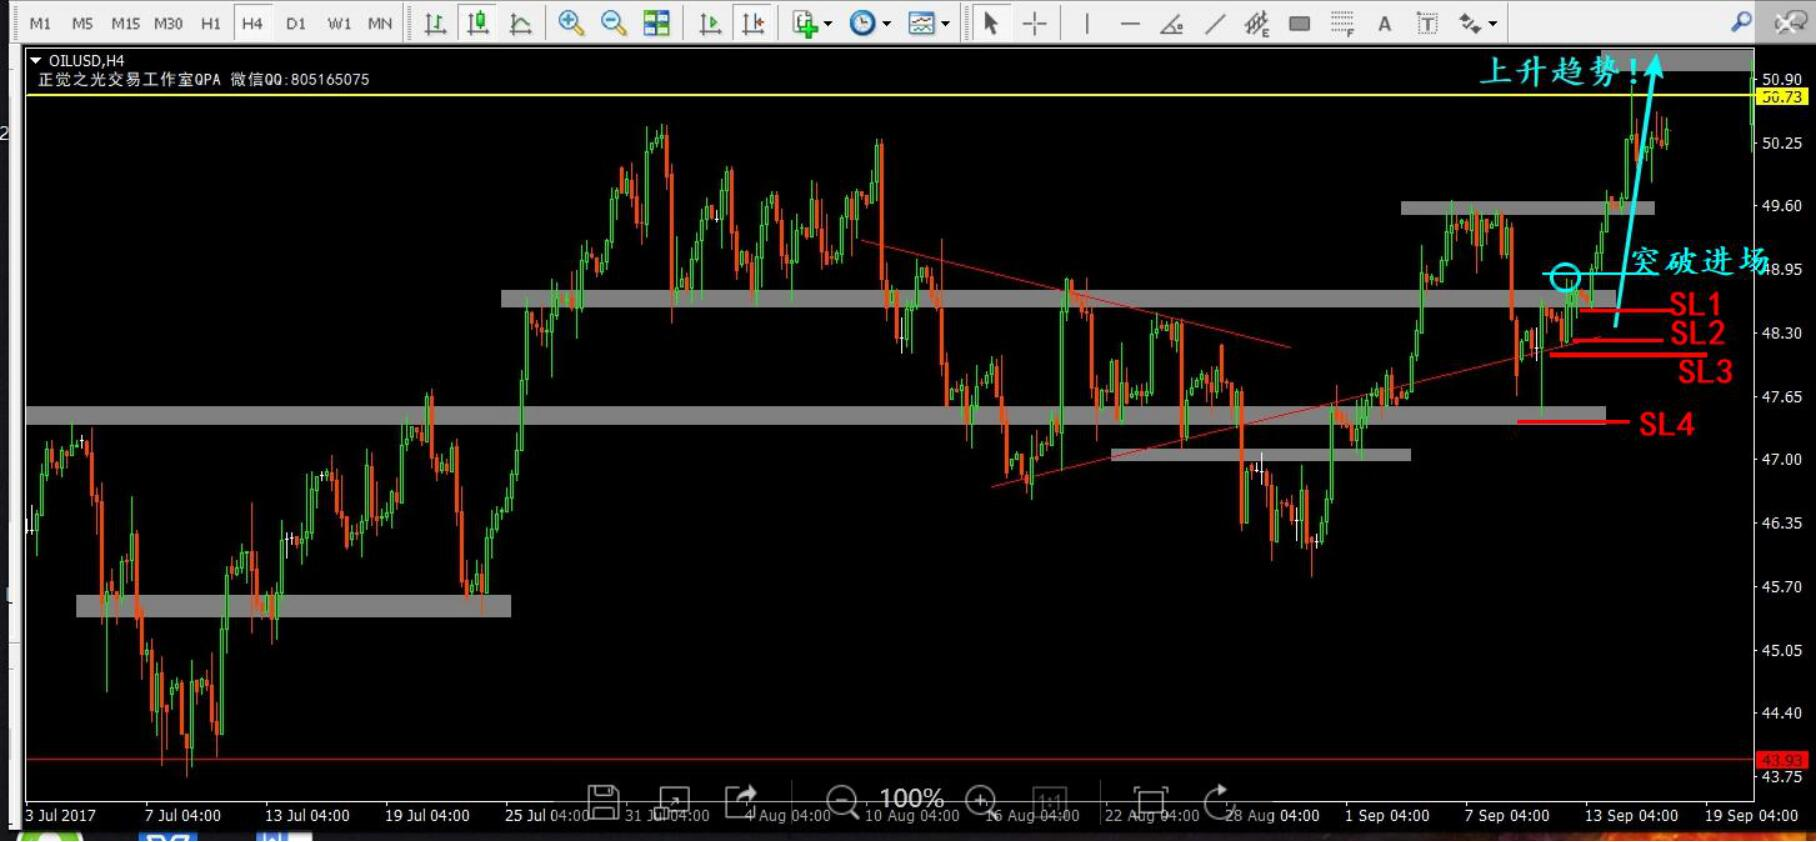 M1 M5 M15 M30 H1 H4 D1 W1 MN
E F A T
OILUSD,H4
正觉之光交易工作室QPA 微信QQ:805165075
上升趋势!
50.90
50.73
50.25
49.60
突破进场
48.95
SL1
SL2
48.30
SL3
47.65
SL4
47.00
46.35
45.70
45.05
44.40
43.93
43.75
100%
1:1
3 Jul 2017 7 Jul 04:00 13 Jul 04:00 19 Jul 04:00 25 Jul 04:00 31 Jul 04:00 4 Aug 04:00 10 Aug 04:00 16 Aug 04:00 22 Aug 04:00 28 Aug 04:00 1 Sep 04:00 7 Sep 04:00 13 Sep 04:00 19 Sep 04:00